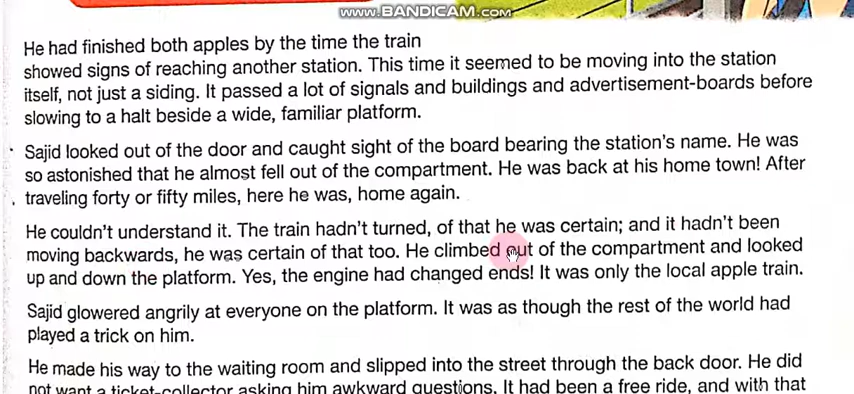 www.BANDICAM.com
He had finished both apples by the time the train
showed signs of reaching another station. This time it seemed to be moving into the station
itself, not just a siding. It passed a lot of signals and buildings and advertisement-boards before
slowing to a halt beside a wide, familiar platform.
Sajid looked out of the door and caught sight of the board bearing the station's name. He was
so astonished that he almost fell out of the compartment. He was back at his home town! After
traveling forty or fifty miles, here he was, home again.
He couldn't understand it. The train hadn't turned, of that he was certain; and it hadn't been
moving backwards, he was certain of that too. He climbed out of the compartment and looked
up and down the platform. Yes, the engine had changed ends! It was only the local apple train.
Sajid glowered angrily at everyone on the platform. It was as though the rest of the world had
played a trick on him.
He made his way to the waiting room and slipped into the street through the back door. He did
not want a ticket-collector asking him awkward questions. It had been a free ride, and with that